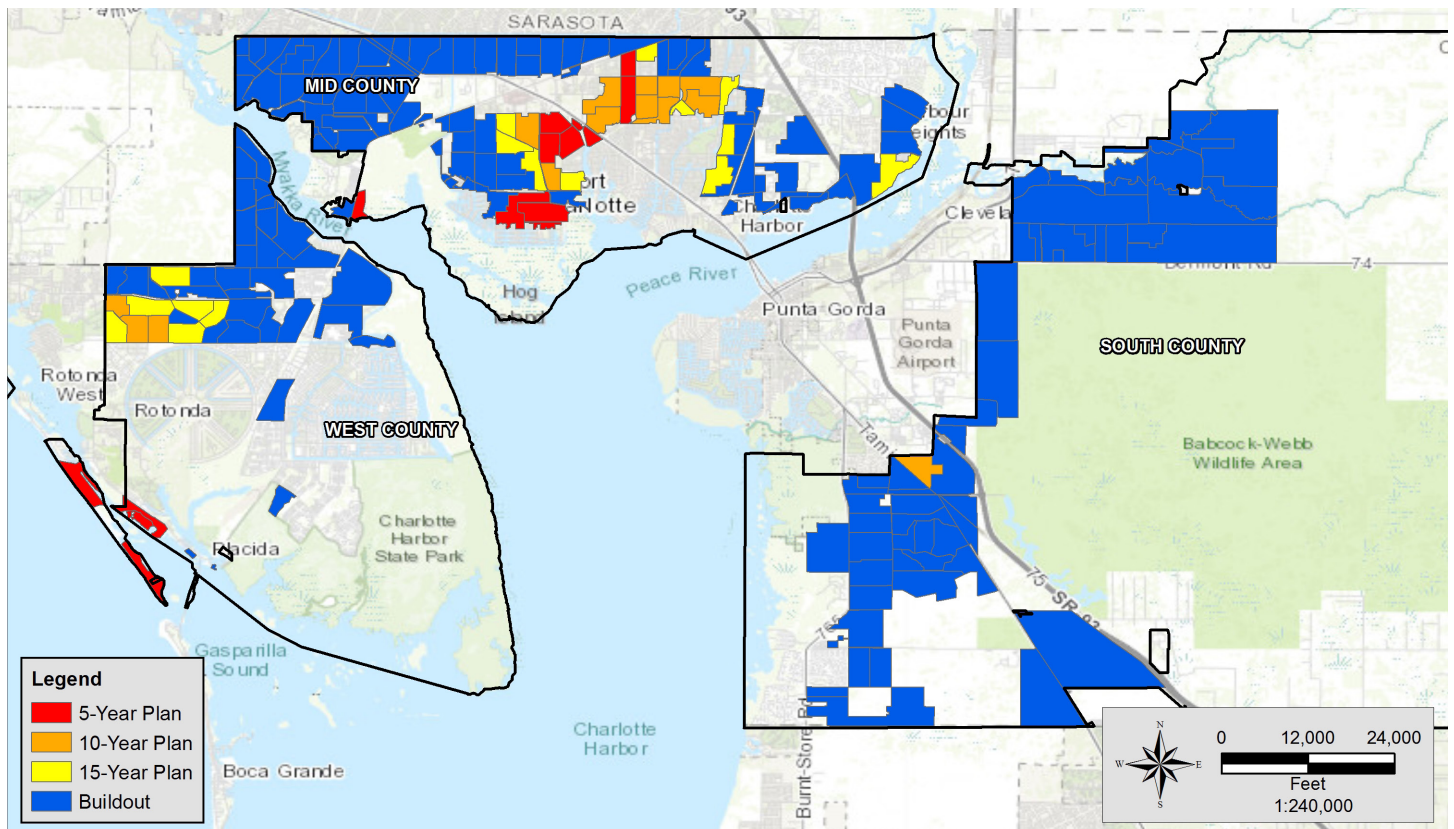 SARASOTA
93
MID COUNTY
Myakka River
Harbour
Heights
Port
Charlotte
Charlotte
Harbor
Hog
Island
Peace River
Punta Gorda
Punta
Gorda
Airport
74
SOUTH COUNTY
Rotonda
West
Rotonda
WEST COUNTY
Tami
Babcock-Webb
Wildlife Area
Charlotte
Harbor
State Park
Placida
75-SR 93
765
Gasparilla
Sound
Charlotte
Harbor
Burnt-Store Rd
Boca Grande
Legend
5-Year Plan
10-Year Plan
15-Year Plan
Buildout
N
W
E
S
0 12,000 24,000
Feet
1:240,000